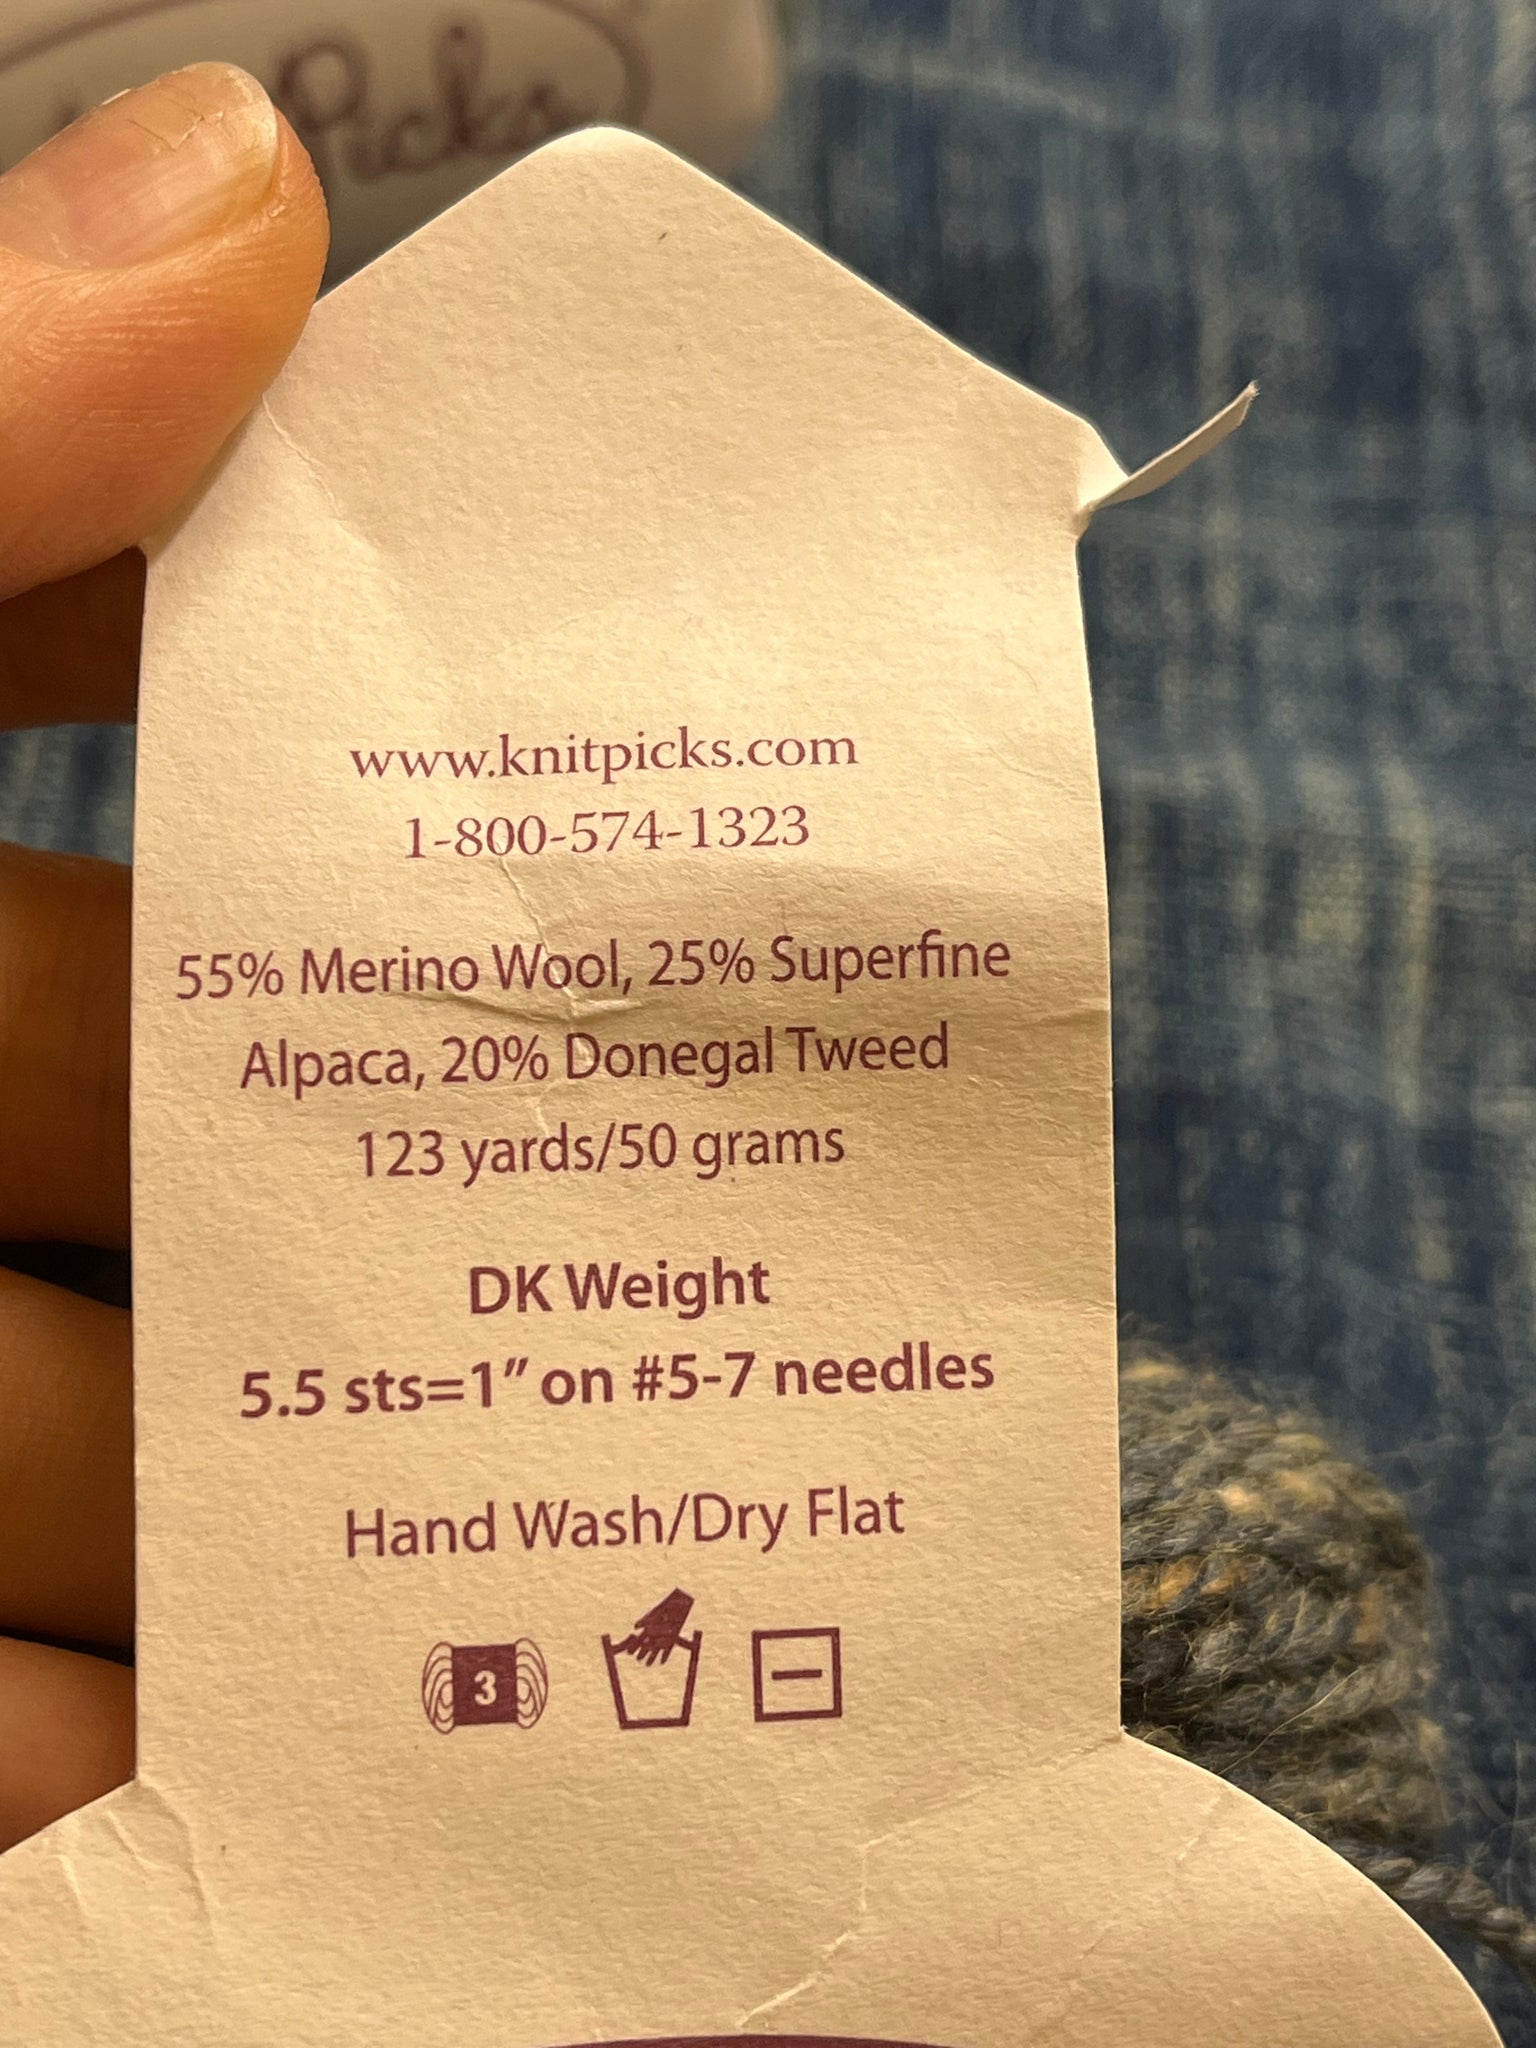 Picks
www.knitpicks.com
1-800-574-1323
55% Merino Wool, 25% Superfine
Alpaca, 20% Donegal Tweed
123 yards/50 grams
DK Weight
5.5 sts=1" on #5-7 needles
Hand Wash/Dry Flat
3